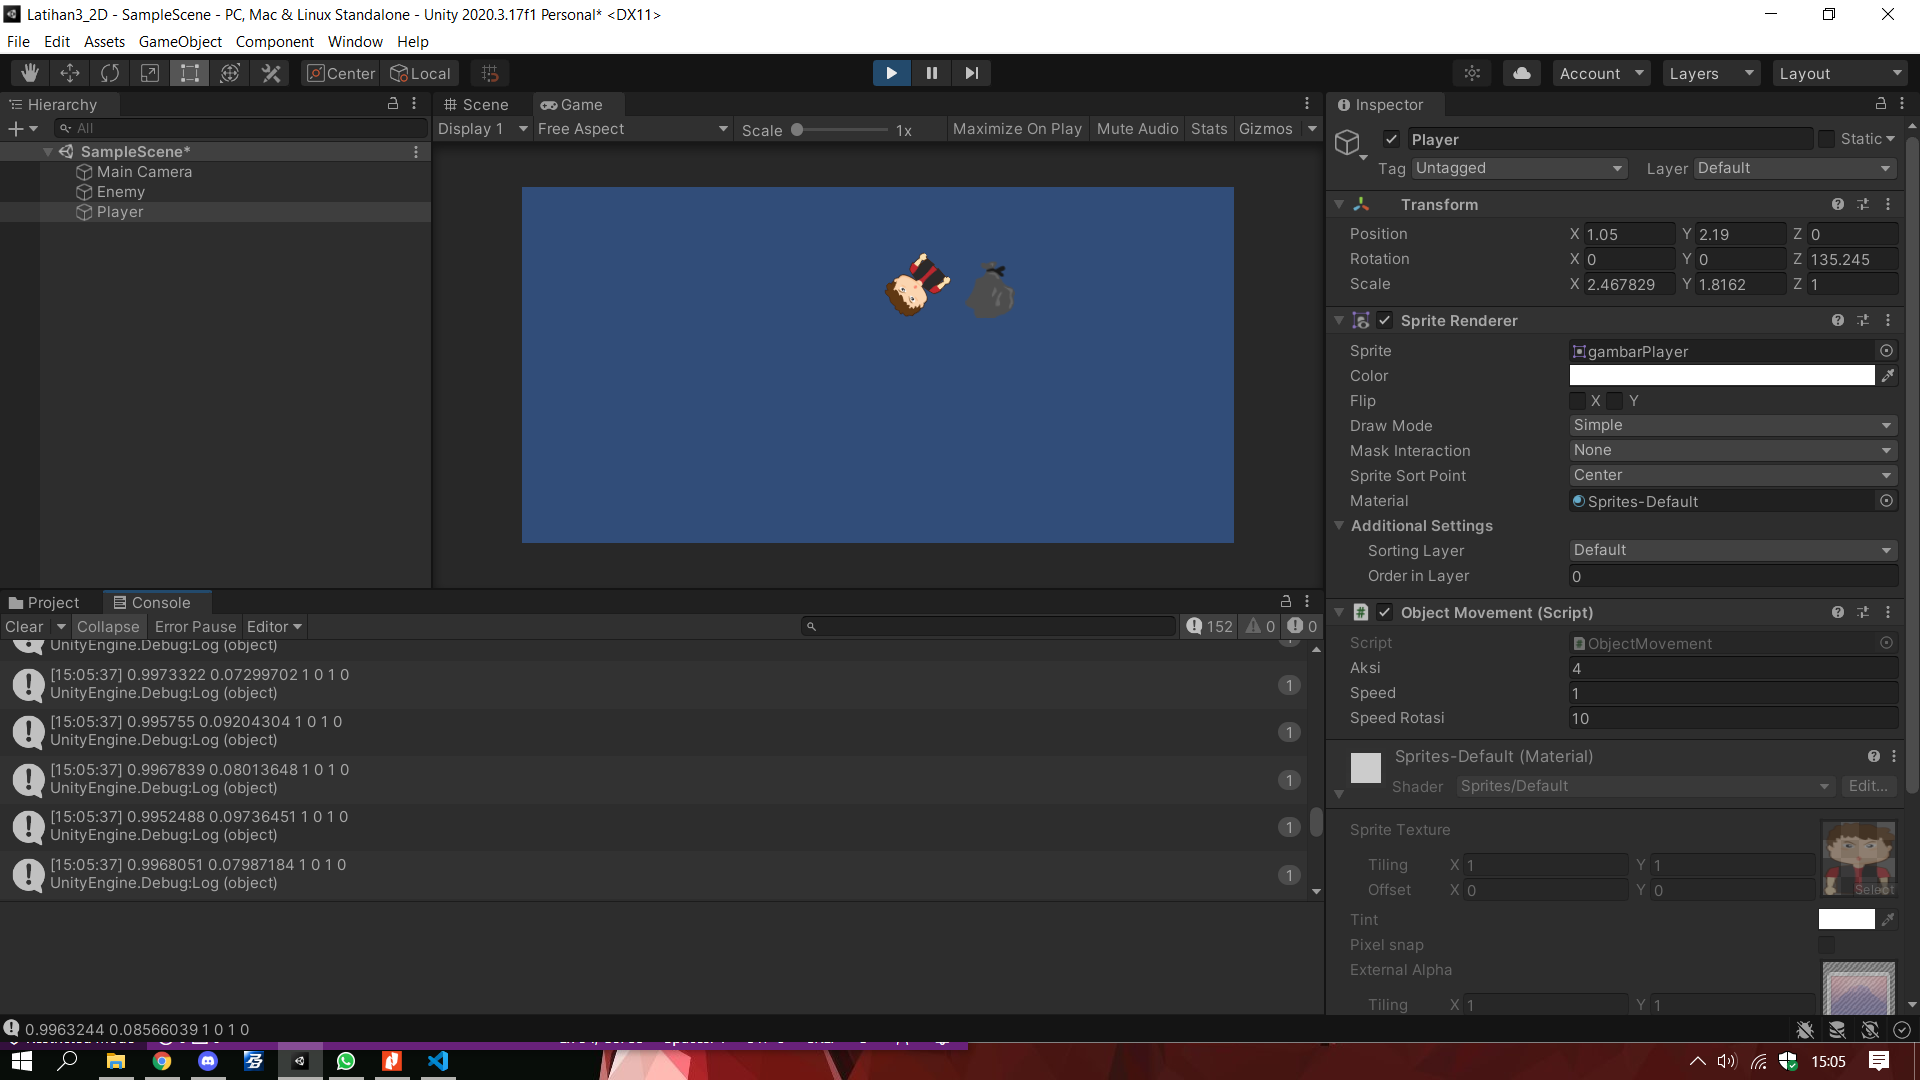 Latihan3_2D - SampleScene - PC, Mac & Linux Standalone - Unity 2020.3.17f1 Personal* <DX11>
File Edit Assets GameObject Component Window Help
Center Local Account Layers Layout
Hierarchy
All
SampleScene*
Main Camera
Enemy
Player
Scene Game
Display 1 Free Aspect Scale 1x Maximize On Play Mute Audio Stats Gizmos
Inspector
Player Static
Tag Untagged Layer Default
Transform
Position X 1.05 Y 2.19 Z 0
Rotation X 0 Y 0 Z 135.245
Scale X 2.467829 Y 1.8162 Z 1
Sprite Renderer
Sprite gambarPlayer
Color
Flip X Y
Draw Mode Simple
Mask Interaction None
Sprite Sort Point Center
Material Sprites-Default
Additional Settings
Sorting Layer Default
Order in Layer 0
Object Movement (Script)
Script ObjectMovement
Aksi 4
Speed 1
Speed Rotasi 10
Sprites-Default (Material)
Shader Sprites/Default Edit...
Sprite Texture
Tiling X 1 Y 1
Offset X 0 Y 0
Select
Tint
Pixel snap
External Alpha
Tiling X 1 Y 1
Project Console
Clear Collapse Error Pause Editor 152 0 0
UnityEngine.Debug:Log (object)
[15:05:37] 0.9973322 0.07299702 1 0 1 0
UnityEngine.Debug:Log (object)
1
[15:05:37] 0.995755 0.09204304 1 0 1 0
UnityEngine.Debug:Log (object)
1
[15:05:37] 0.9967839 0.08013648 1 0 1 0
UnityEngine.Debug:Log (object)
1
[15:05:37] 0.9952488 0.09736451 1 0 1 0
UnityEngine.Debug:Log (object)
1
[15:05:37] 0.9968051 0.07987184 1 0 1 0
UnityEngine.Debug:Log (object)
1
0.9963244 0.08566039 1 0 1 0
15:05